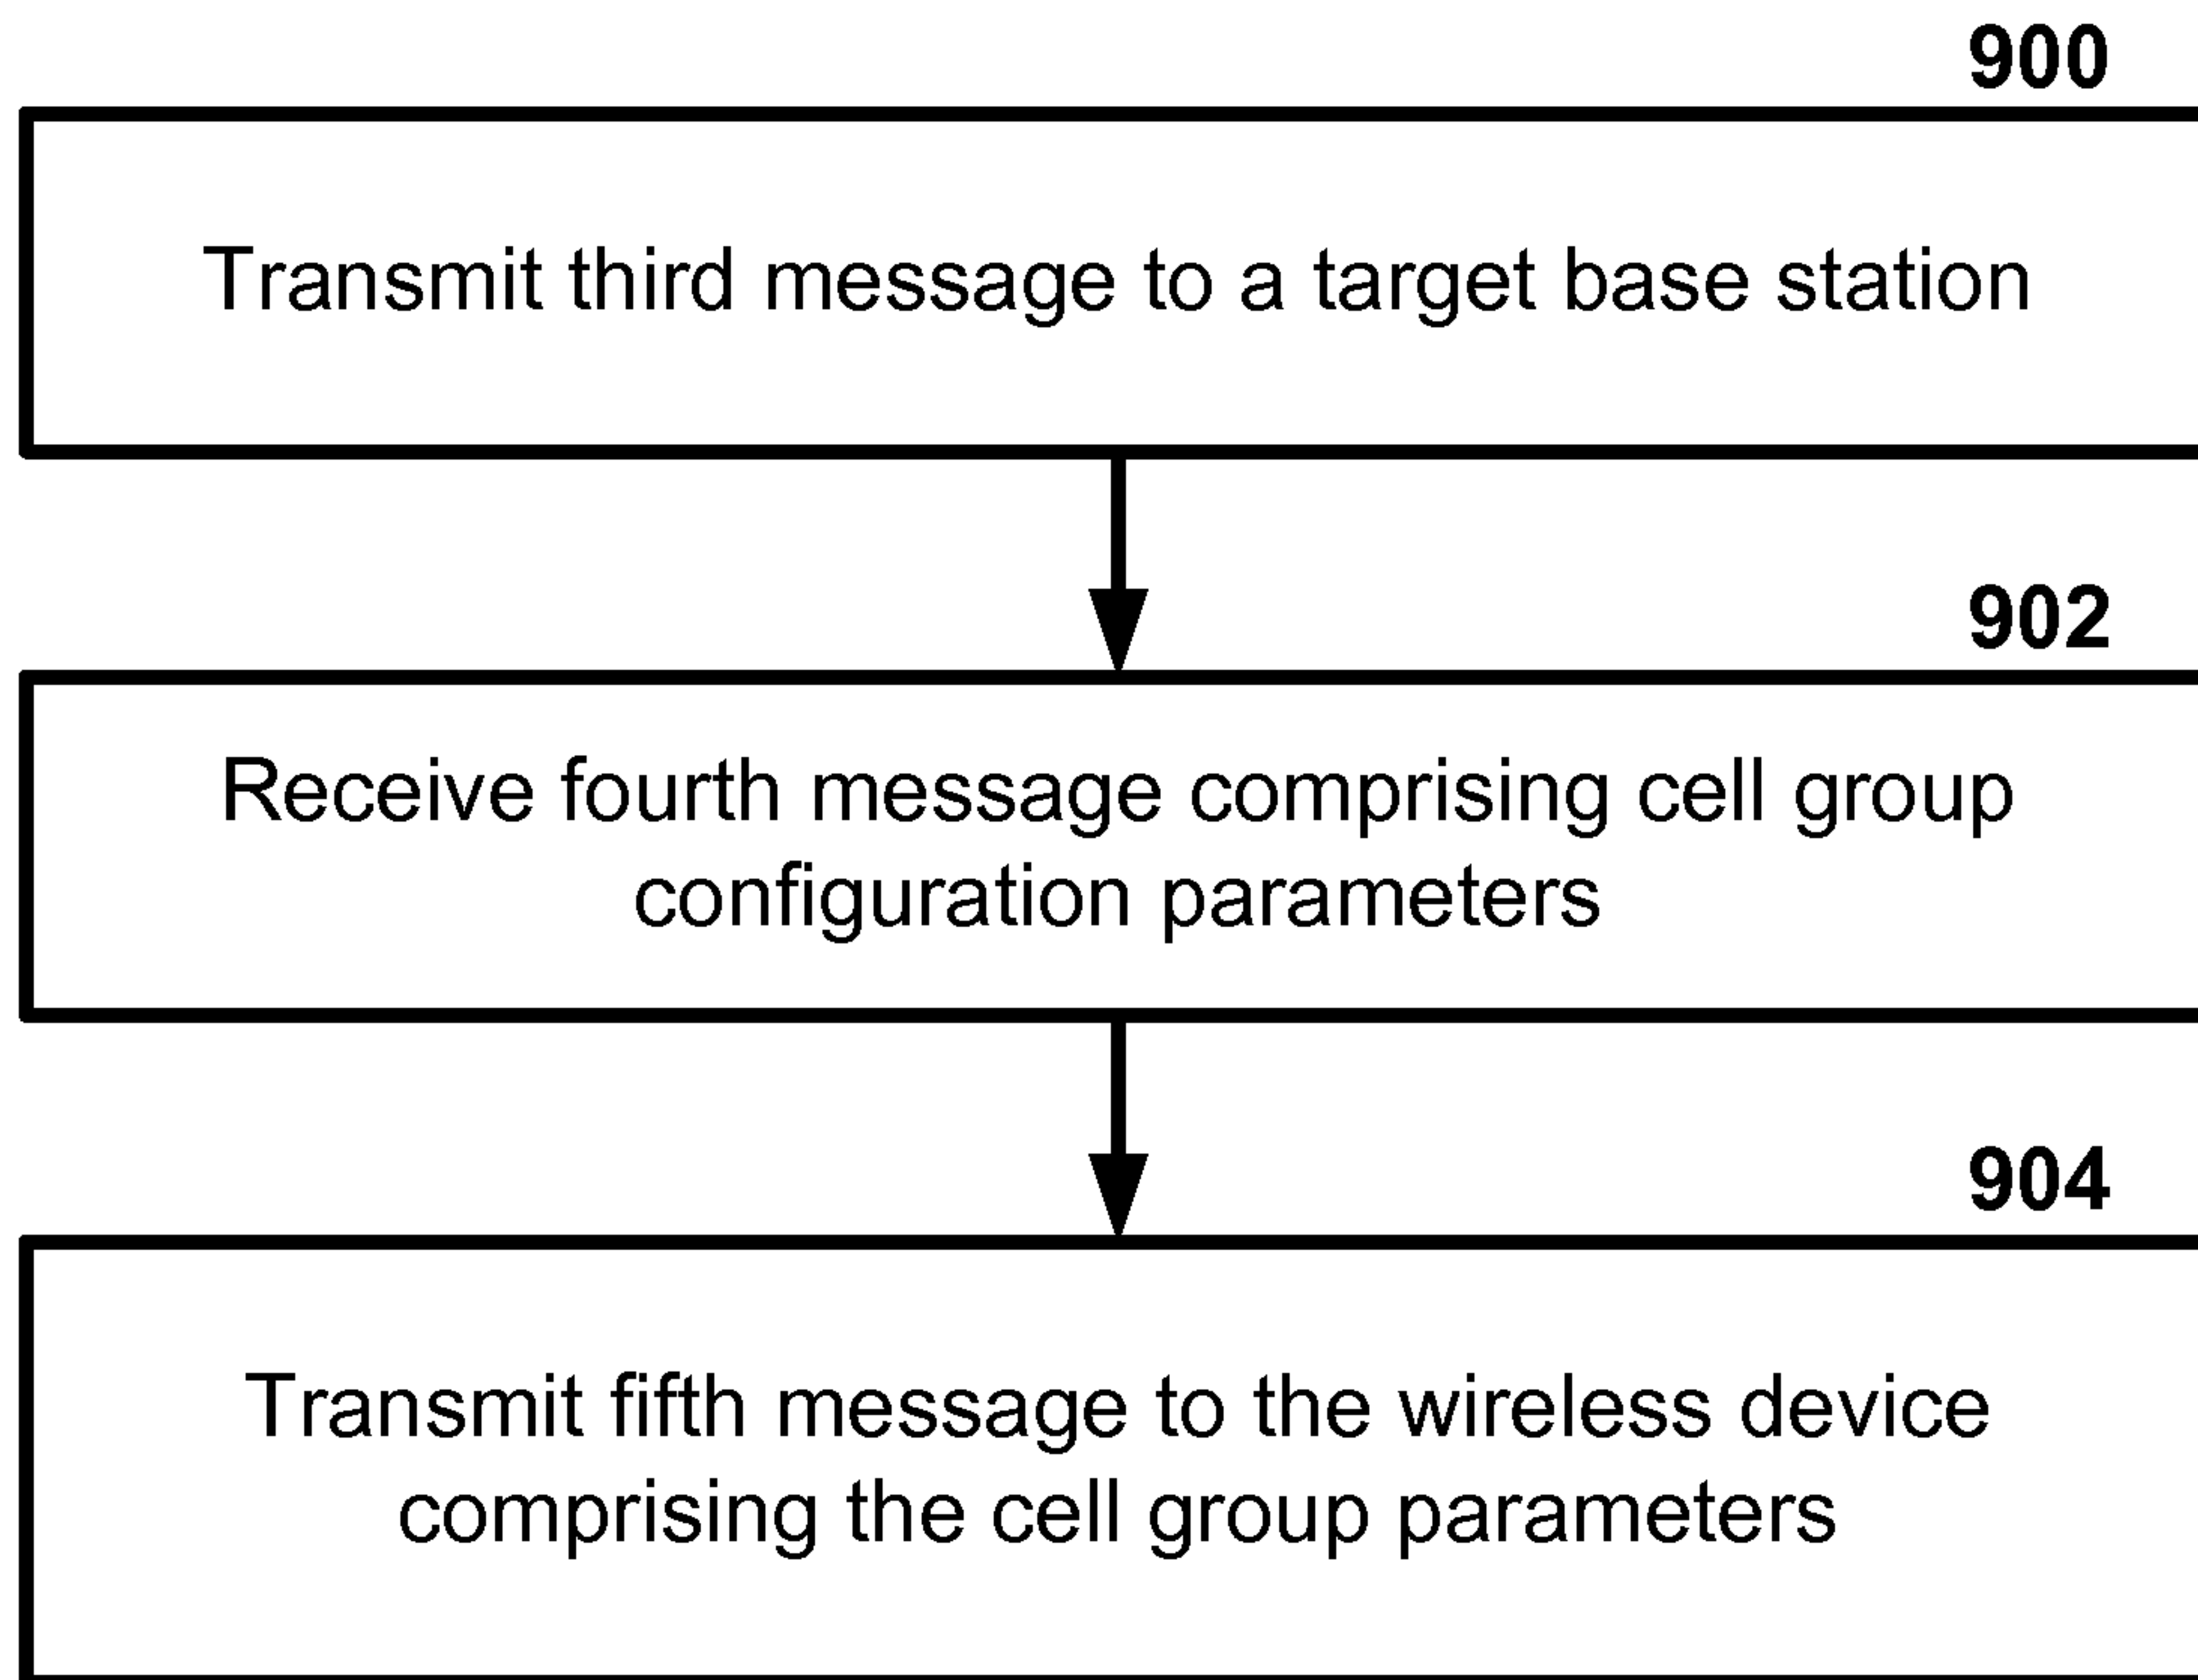 900
Transmit third message to a target base station
902
Receive fourth message comprising cell group
configuration parameters
904
Transmit fifth message to the wireless device
comprising the cell group parameters